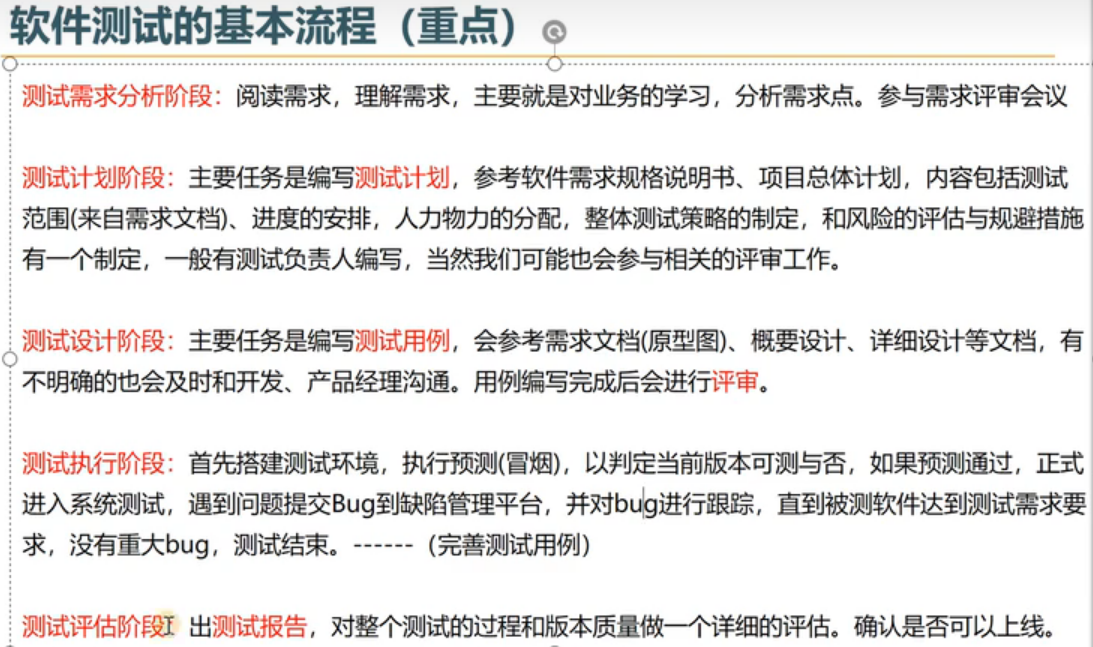 软件测试的基本流程（重点）
测试需求分析阶段：阅读需求，理解需求，主要就是对业务的学习，分析需求点。参与需求评审会议
测试计划阶段：主要任务是编写测试计划，参考软件需求规格说明书、项目总体计划，内容包括测试
范围(来自需求文档)、进度的安排，人力物力的分配，整体测试策略的制定，和风险的评估与规避措施
有一个制定，一般有测试负责人编写，当然我们可能也会参与相关的评审工作。
测试设计阶段：主要任务是编写测试用例，会参考需求文档(原型图)、概要设计、详细设计等文档，有
不明确的也会及时和开发、产品经理沟通。用例编写完成后会进行评审。
测试执行阶段：首先搭建测试环境，执行预测(冒烟)，以判定当前版本可测与否，如果预测通过，正式
进入系统测试，遇到问题提交Bug到缺陷管理平台，并对bug进行跟踪，直到被测软件达到测试需求要
求，没有重大bug，测试结束。------（完善测试用例）
测试评估阶段：出测试报告，对整个测试的过程和版本质量做一个详细的评估。确认是否可以上线。